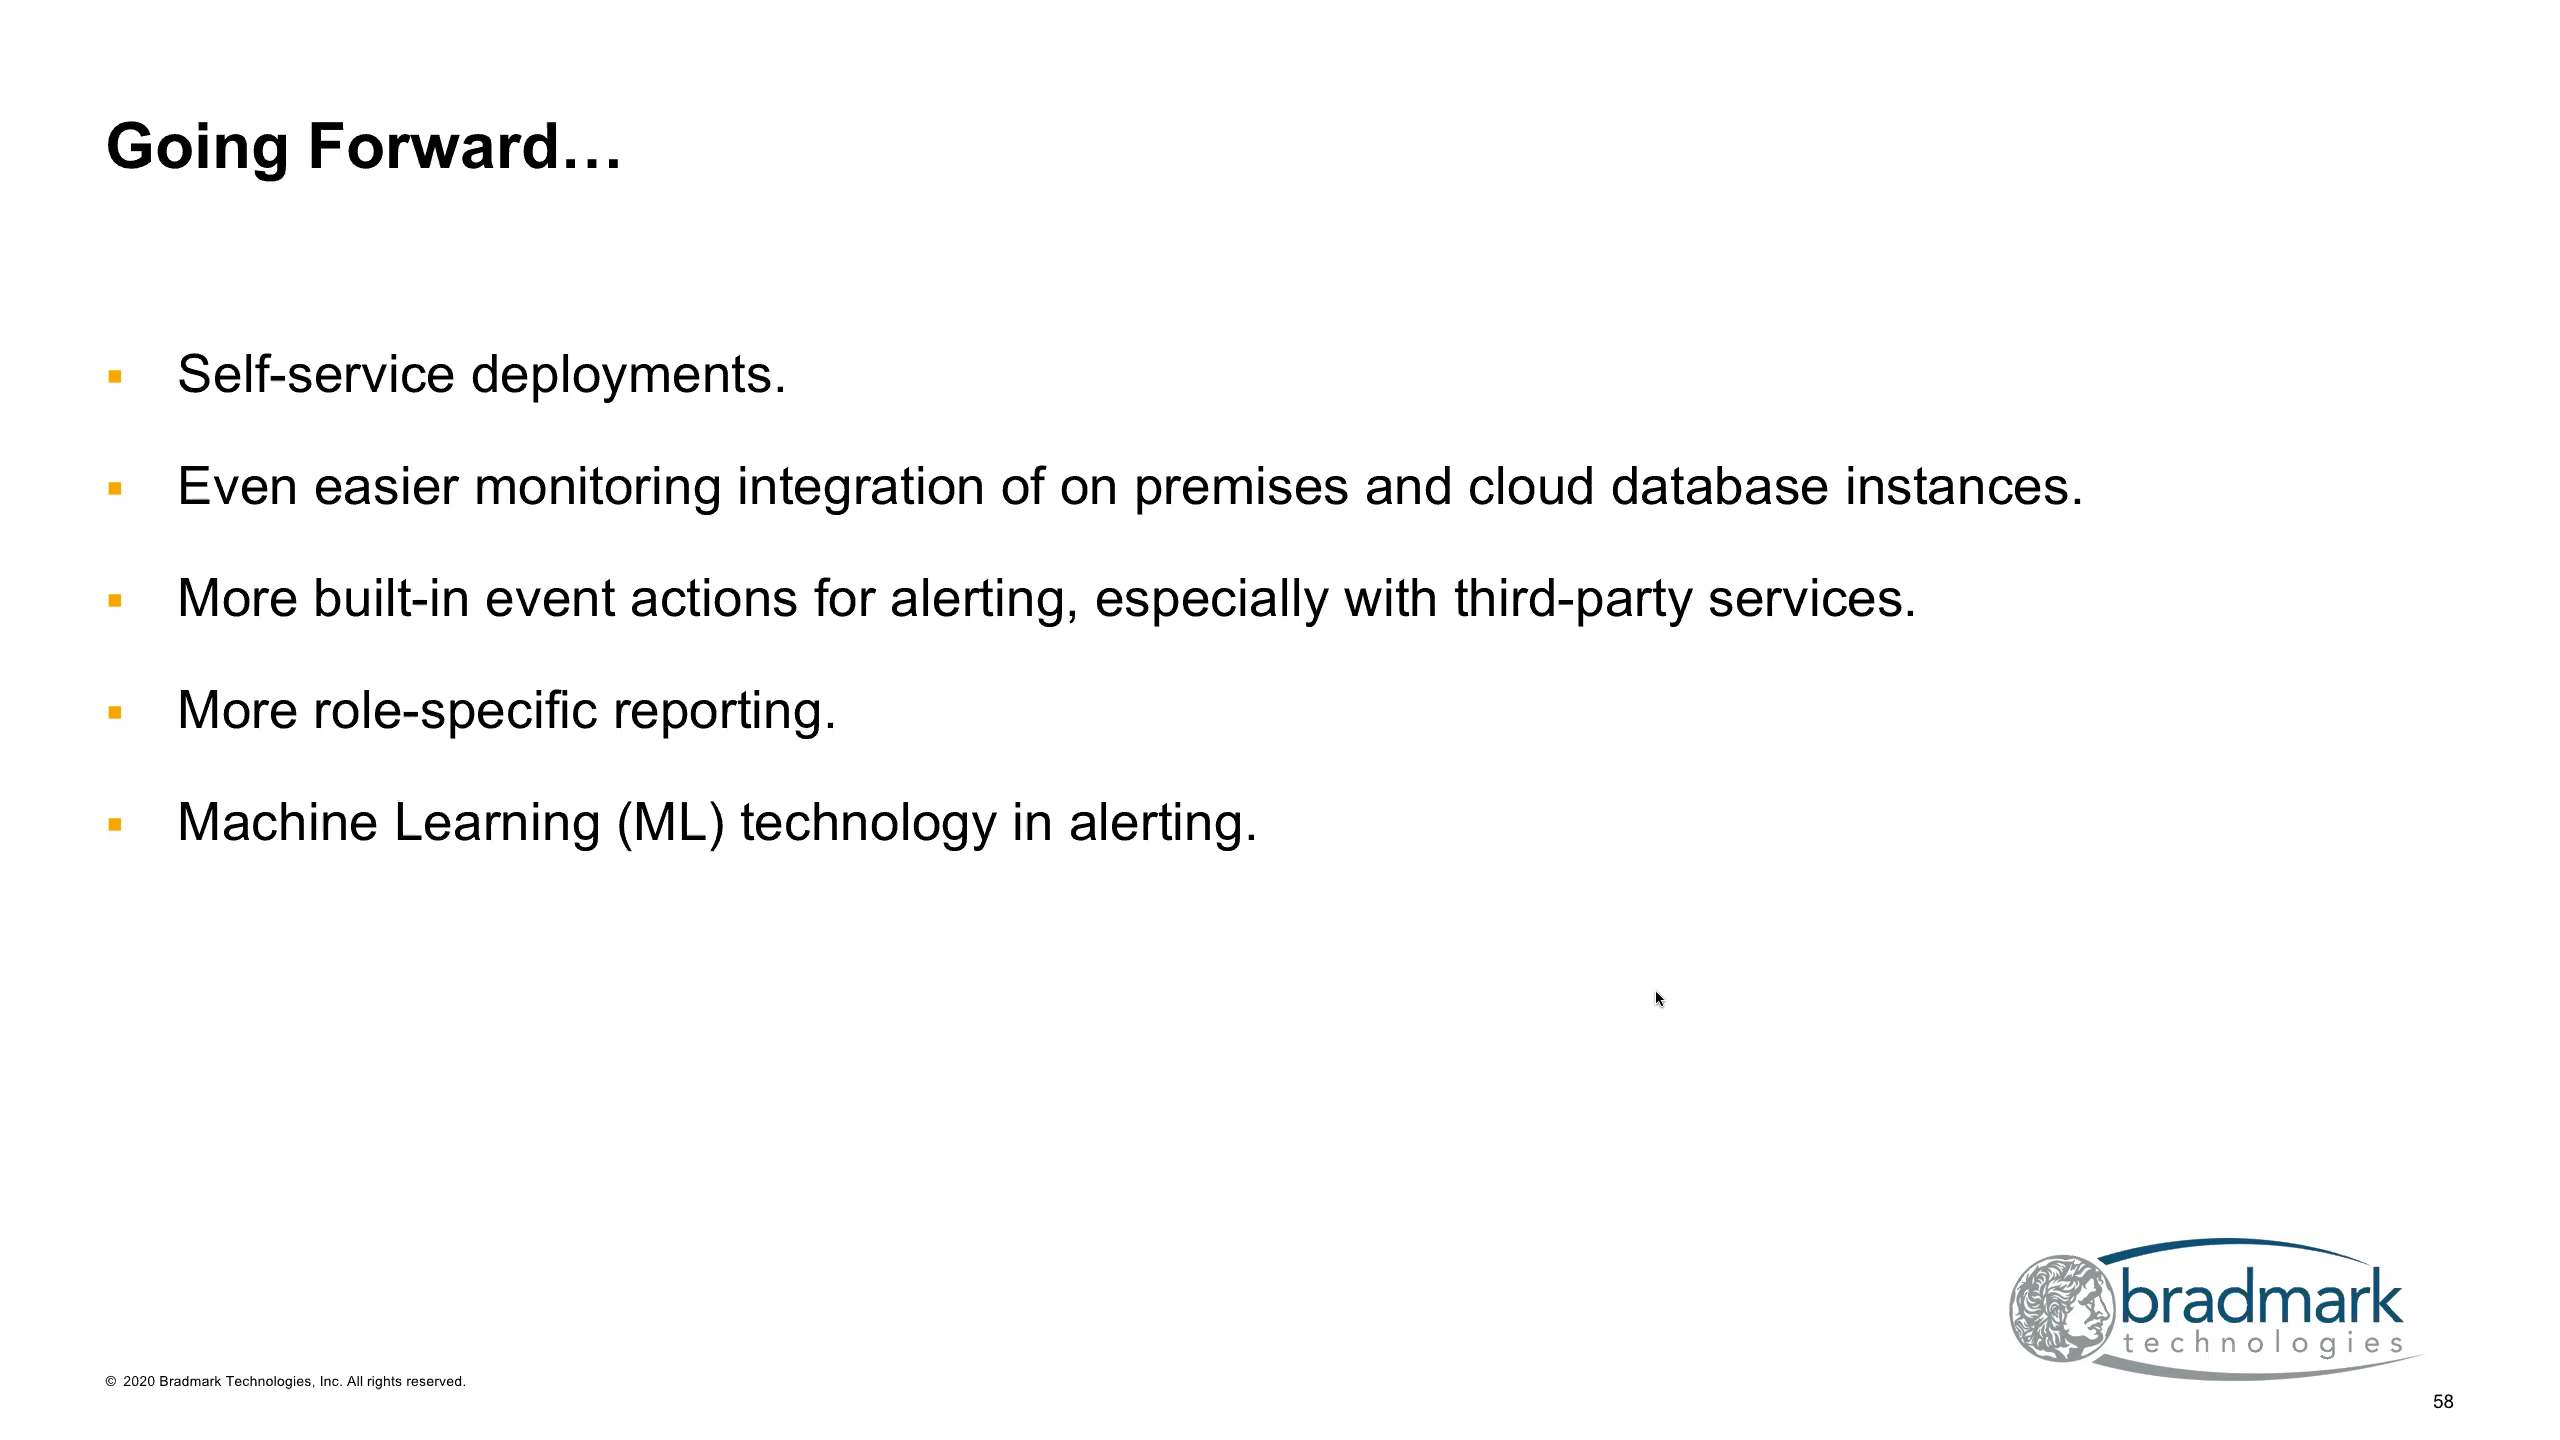 Going Forward…
▪ Self-service deployments.
▪ Even easier monitoring integration of on premises and cloud database instances.
▪ More built-in event actions for alerting, especially with third-party services.
▪ More role-specific reporting.
▪ Machine Learning (ML) technology in alerting.
bradmark
technologies
© 2020 Bradmark Technologies, Inc. All rights reserved.
58